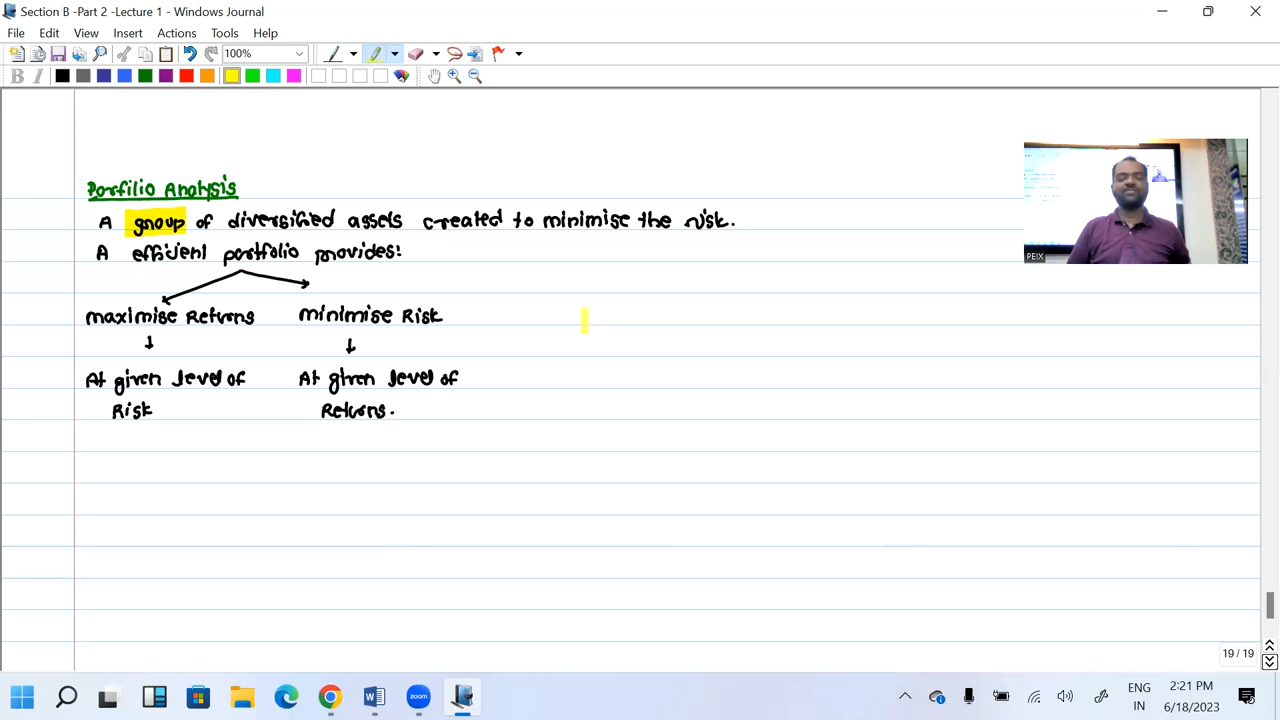 Section B -Part 2 -Lecture 1 - Windows Journal
File Edit View Insert Actions Tools Help
100%
B I
Porfilio Analysis
A group of diversified assets created to minimise the risk.
A efficient portfolio provides:
maximise Returns minimise Risk
At given level of At given level of
Risk Returns.
PEIX
19 / 19
zoom
ENG
IN
2:21 PM
6/18/2023